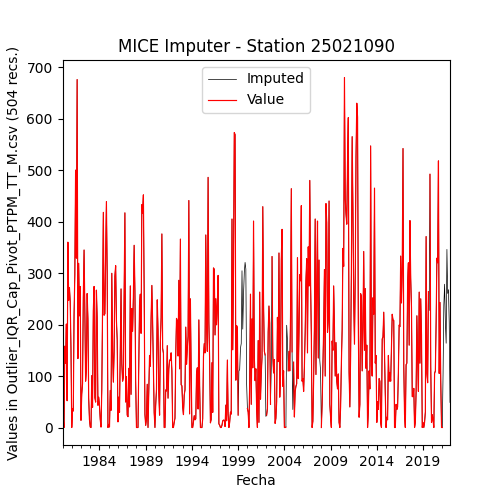 MICE Imputer - Station 25021090
Values in Outlier_IQR_Cap_Pivot_PTPM_TT_M.csv (504 recs.)
700
600
500
400
300
200
100
0
Imputed
Value
1984 1989 1994 1999 2004 2009 2014 2019
Fecha